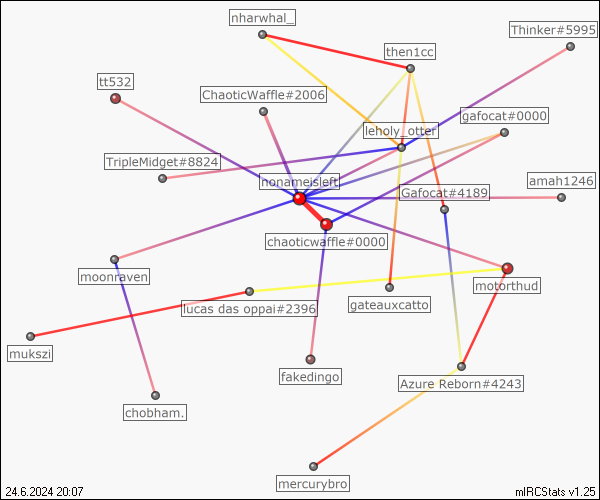 nharwhal_
Thinker#5995
then1cc
tt532
ChaoticWaffle#2006
gafocat#0000
leholy_otter
TripleMidget#8824
nonameisleft
amah1246
Gafocat#4189
chaoticwaffle#0000
moonraven
motorthud
lucas das oppai#2396
gateauxcatto
mukszi
fakedingo
Azure Reborn#4243
chobham.
mercurybro
24.6.2024 20:07
mIRCStats v1.25